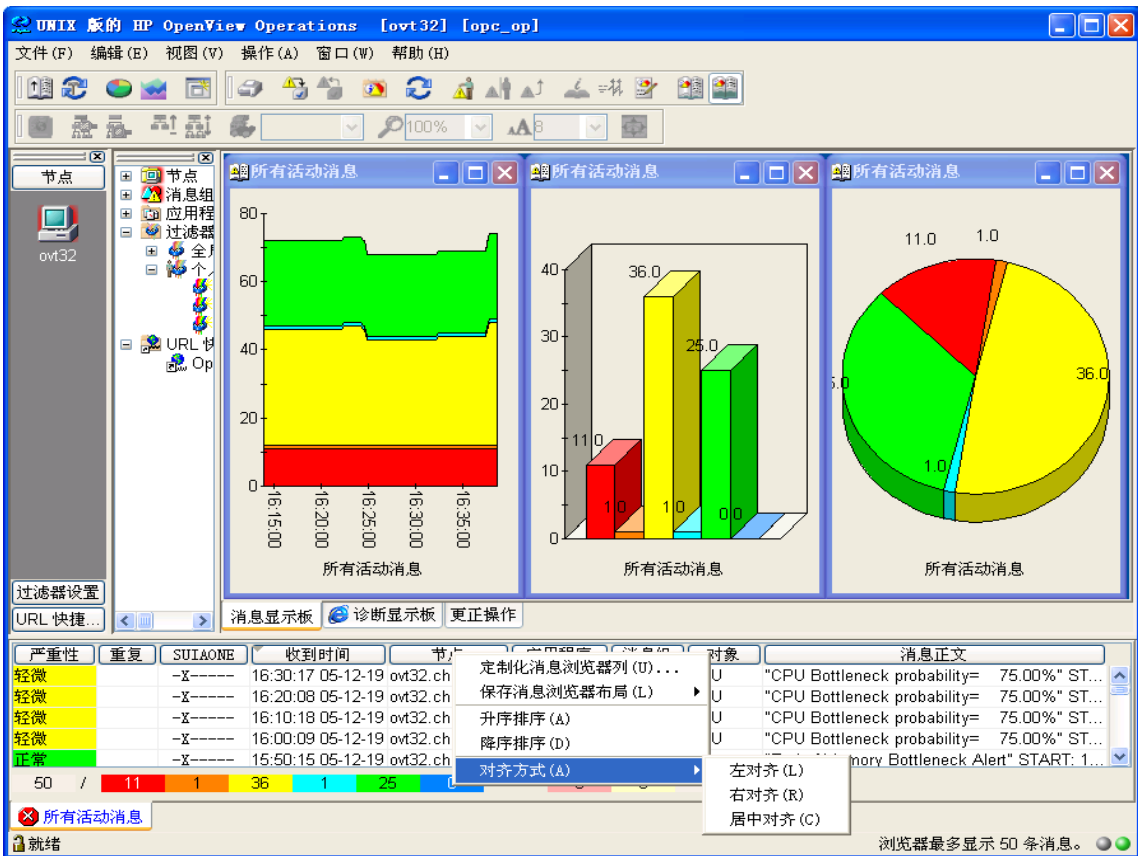 UNIX 版的 HP OpenView Operations [ovt32] [opc_op]
文件(F) 编辑(E) 视图(V) 操作(A) 窗口(W) 帮助(H)
100% 8
节点
ovt32
过滤器设置
URL 快捷...
节点
消息组
应用程
过滤器
全
个
URL 快
Op
所有活动消息
80
60
40
20
0
16:15:00 16:20:00 16:25:00 16:30:00 16:35:00
所有活动消息
所有活动消息
40
30
20
10
0
11.0 1.0 36.0 1.0 25.0 0.0
所有活动消息
所有活动消息
11.0 1.0
36.0
5.0
1.0
所有活动消息
消息显示板 诊断显示板 更正操作
严重性 重复 SUIAONE 收到时间 节 对象 消息正文
轻微 -X----- 16:30:17 05-12-19 ovt32.ch U "CPU Bottleneck probability= 75.00%" ST...
轻微 -X----- 16:20:08 05-12-19 ovt32.ch U "CPU Bottleneck probability= 75.00%" ST...
轻微 -X----- 16:10:18 05-12-19 ovt32.ch U "CPU Bottleneck probability= 75.00%" ST...
轻微 -X----- 16:00:09 05-12-19 ovt32.ch U "CPU Bottleneck probability= 75.00%" ST...
正常 -X----- 15:50:15 05-12-19 ovt32.ch mory Bottleneck Alert" START: 1...
50 / 11 1 36 1 25
定制化消息浏览器列(U)...
保存消息浏览器布局(L)
升序排序(A)
降序排序(D)
对齐方式(A)
左对齐(L)
右对齐(R)
居中对齐(C)
所有活动消息
就绪 浏览器最多显示 50 条消息。